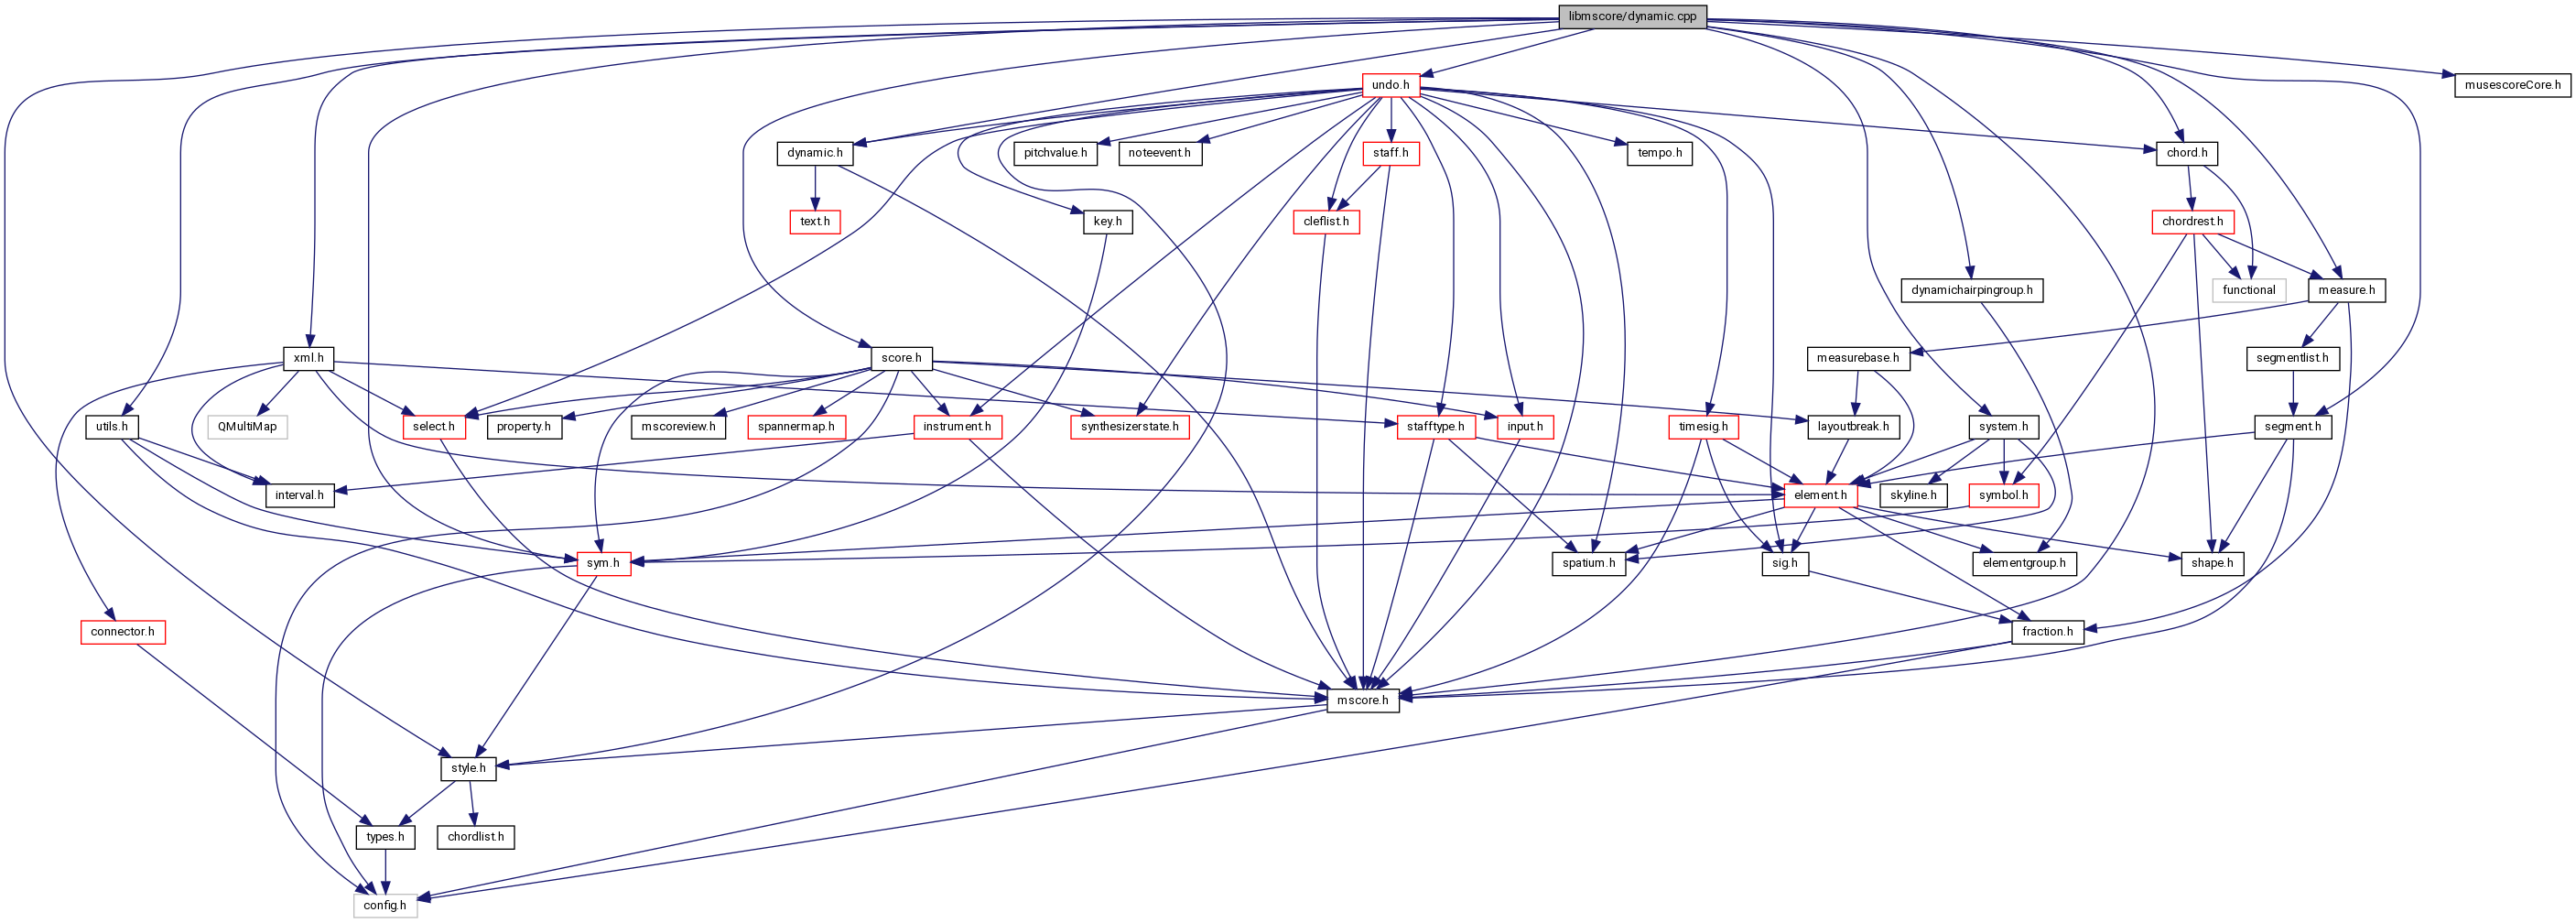 libmscore/dynamic.cpp
undo.h
musescoreCore.h
dynamic.h
pitchvalue.h
noteevent.h
staff.h
tempo.h
chord.h
text.h
key.h
cleflist.h
chordrest.h
dynamichairpingroup.h
functional
measure.h
xml.h
score.h
measurebase.h
segmentlist.h
utils.h
QMultiMap
select.h
property.h
mscoreview.h
spannermap.h
instrument.h
synthesizerstate.h
stafftype.h
input.h
timesig.h
layoutbreak.h
system.h
segment.h
interval.h
element.h
skyline.h
symbol.h
sym.h
spatium.h
sig.h
elementgroup.h
shape.h
connector.h
fraction.h
mscore.h
style.h
types.h
chordlist.h
config.h